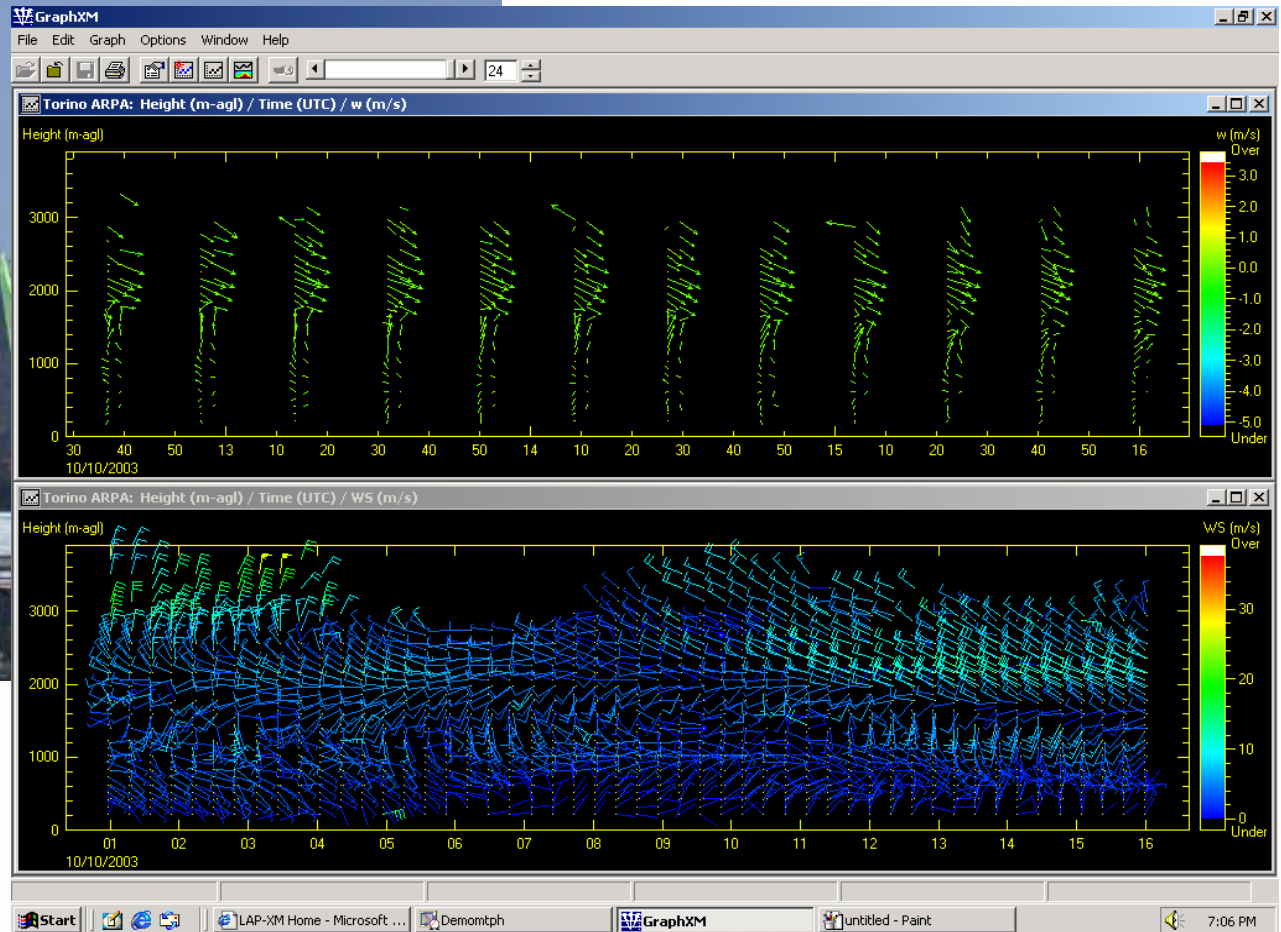 GraphXM
File Edit Graph Options Window Help
24
Torino ARPA: Height (m-agl) / Time (UTC) / w (m/s)
Height (m-agl)
w (m/s)
Over
3.0
2.0
1.0
0.0
-1.0
-2.0
-3.0
-4.0
-5.0
Under
3000
2000
1000
0
30 40 50 13 10 20 30 40 50 14 10 20 30 40 50 15 10 20 30 40 50 16
10/10/2003
Torino ARPA: Height (m-agl) / Time (UTC) / WS (m/s)
Height (m-agl)
WS (m/s)
Over
30
20
10
0
Under
3000
2000
1000
0
01 02 03 04 05 06 07 08 09 10 11 12 13 14 15 16
10/10/2003
Start LAP-XM Home - Microsoft ... Demomtph GraphXM untitled - Paint 7:06 PM